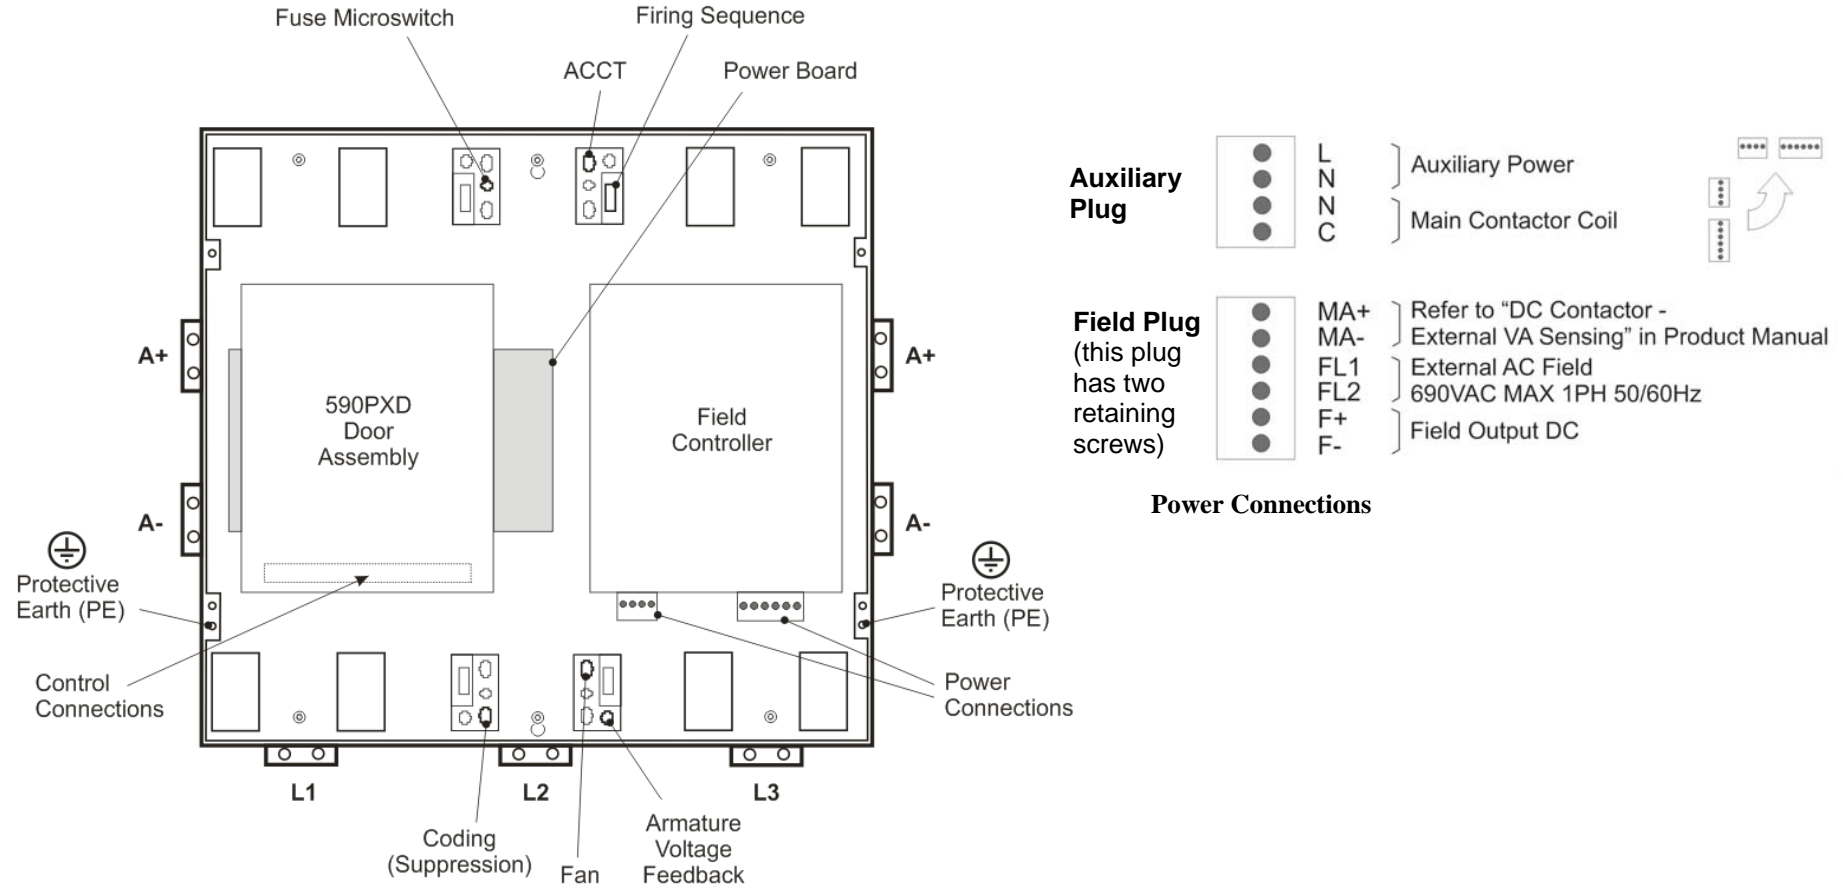 Fuse Microswitch
Firing Sequence
ACCT
Power Board
A+
A+
590PXD
Door
Assembly
Field
Controller
A-
A-
Protective
Earth (PE)
Protective
Earth (PE)
Control
Connections
Power
Connections
L1
L2
L3
Coding
(Suppression)
Fan
Armature
Voltage
Feedback
Auxiliary
Plug
L
N
N
C
Auxiliary Power
Main Contactor Coil
Field Plug
(this plug
has two
retaining
screws)
MA+
MA-
FL1
FL2
F+
F-
Refer to “DC Contactor -
External VA Sensing” in Product Manual
External AC Field
690VAC MAX 1PH 50/60Hz
Field Output DC
Power Connections